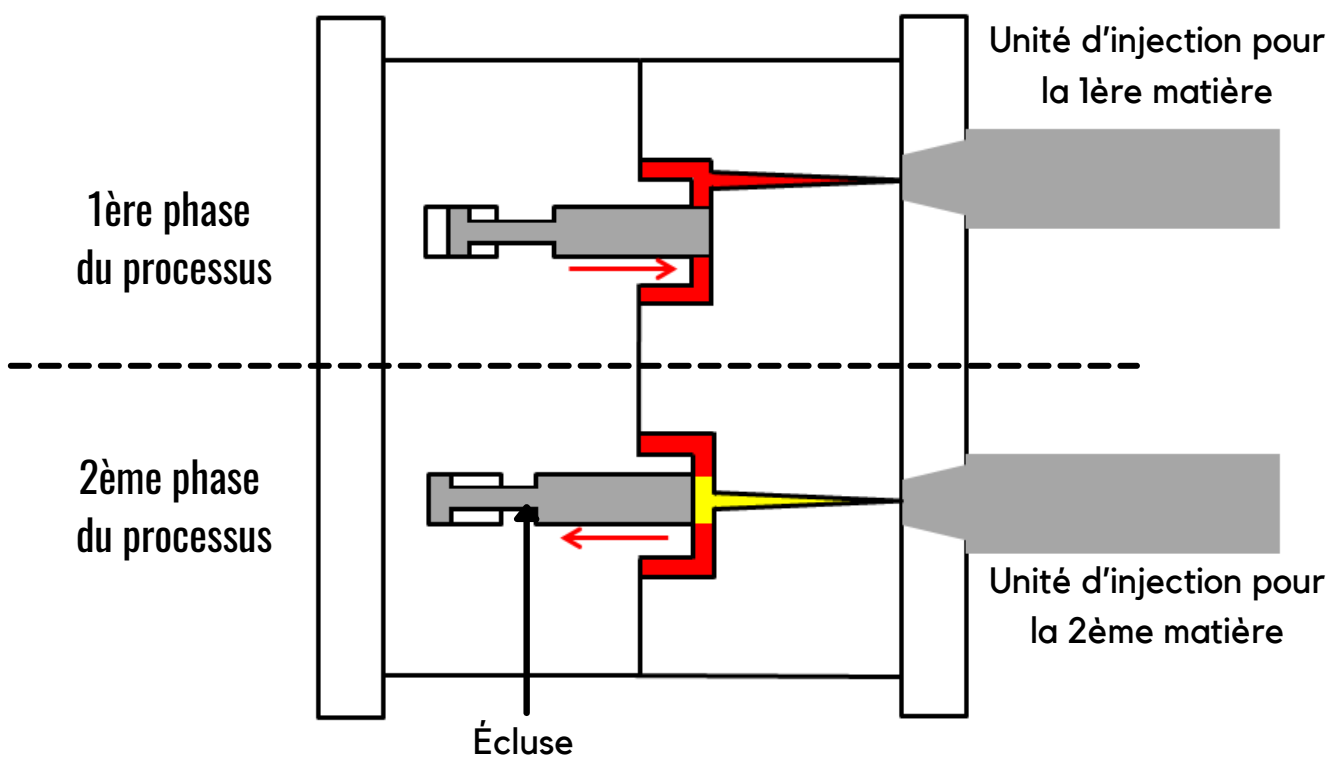 Unité d'injection pour
la 1ère matière
1ère phase
du processus
2ème phase
du processus
Unité d'injection pour
la 2ème matière
Écluse